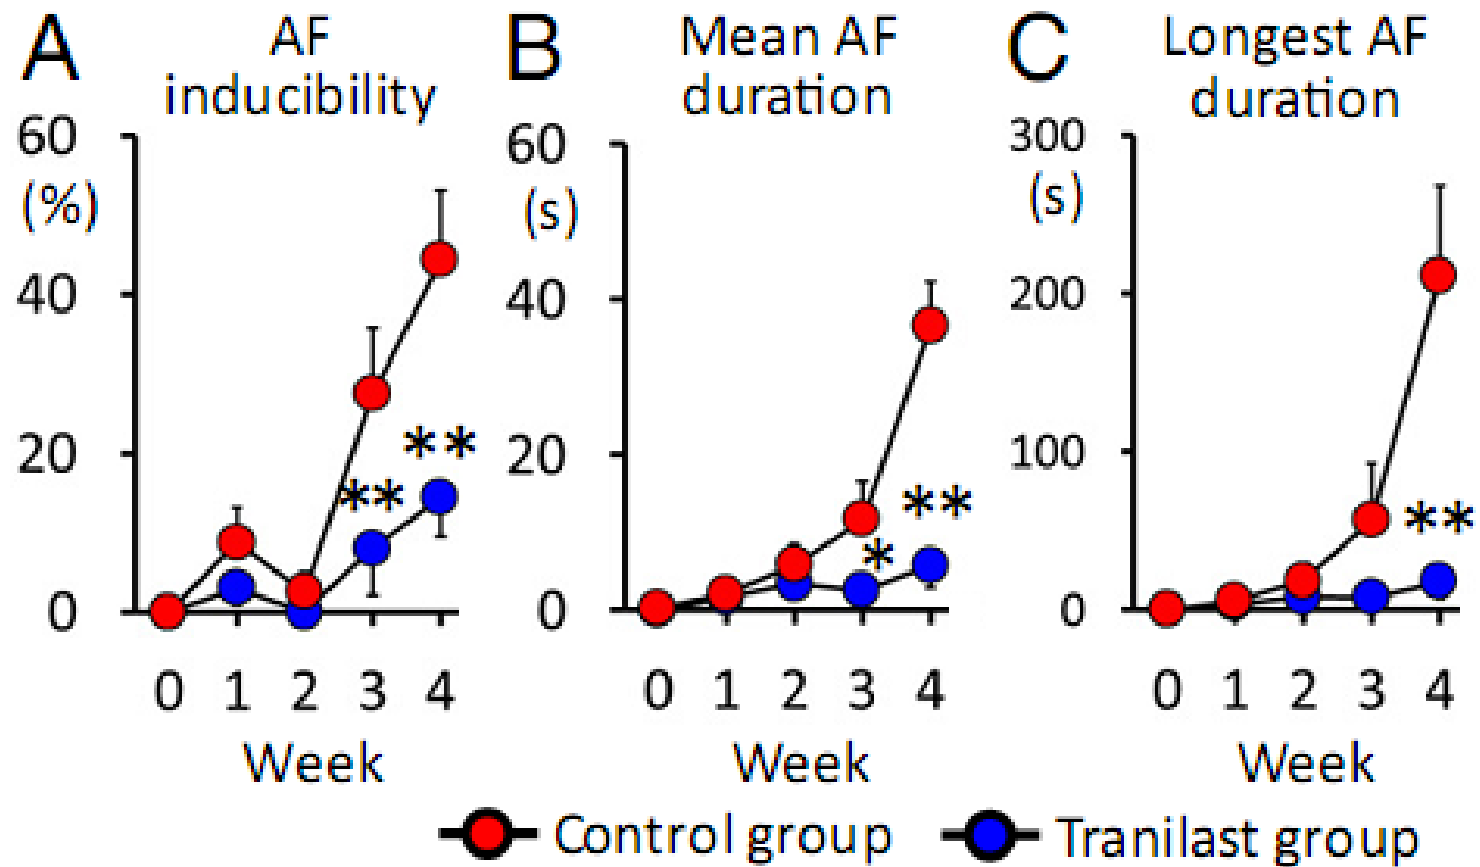 A
AF
inducibility
60
(%)
40
20
0
**
**
0 1 2 3 4
Week
B
Mean AF
duration
60
(s)
40
20
0
*
**
0 1 2 3 4
Week
C
Longest AF
duration
300
(s)
200
100
0
**
0 1 2 3 4
Week
Control group
Tranilast group